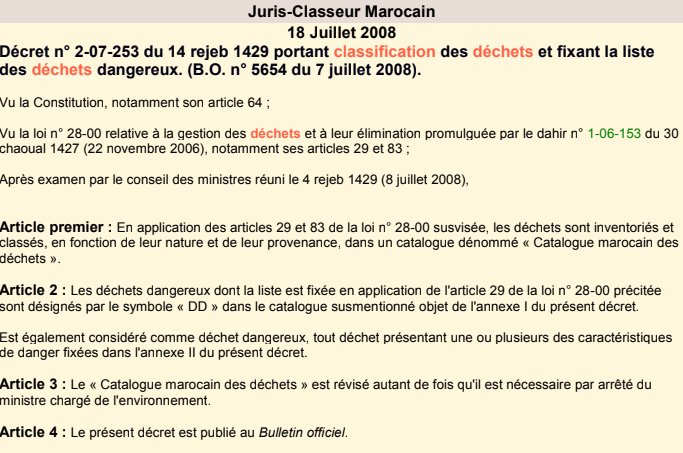 Juris-Classeur Marocain
18 Juillet 2008
Décret n° 2-07-253 du 14 rejeb 1429 portant classification des déchets et fixant la liste
des déchets dangereux. (B.O. n° 5654 du 7 juillet 2008).
Vu la Constitution, notamment son article 64 ;
Vu la loi n° 28-00 relative à la gestion des déchets et à leur élimination promulguée par le dahir n° 1-06-153 du 30
chaoual 1427 (22 novembre 2006), notamment ses articles 29 et 83 ;
Après examen par le conseil des ministres réuni le 4 rejeb 1429 (8 juillet 2008),
Article premier : En application des articles 29 et 83 de la loi n° 28-00 susvisée, les déchets sont inventoriés et
classés, en fonction de leur nature et de leur provenance, dans un catalogue dénommé « Catalogue marocain des
déchets ».
Article 2 : Les déchets dangereux dont la liste est fixée en application de l'article 29 de la loi n° 28-00 précitée
sont désignés par le symbole « DD » dans le catalogue susmentionné objet de l'annexe I du présent décret.
Est également considéré comme déchet dangereux, tout déchet présentant une ou plusieurs des caractéristiques
de danger fixées dans l'annexe II du présent décret.
Article 3 : Le « Catalogue marocain des déchets » est révisé autant de fois qu'il est nécessaire par arrêté du
ministre chargé de l'environnement.
Article 4 : Le présent décret est publié au Bulletin officiel.